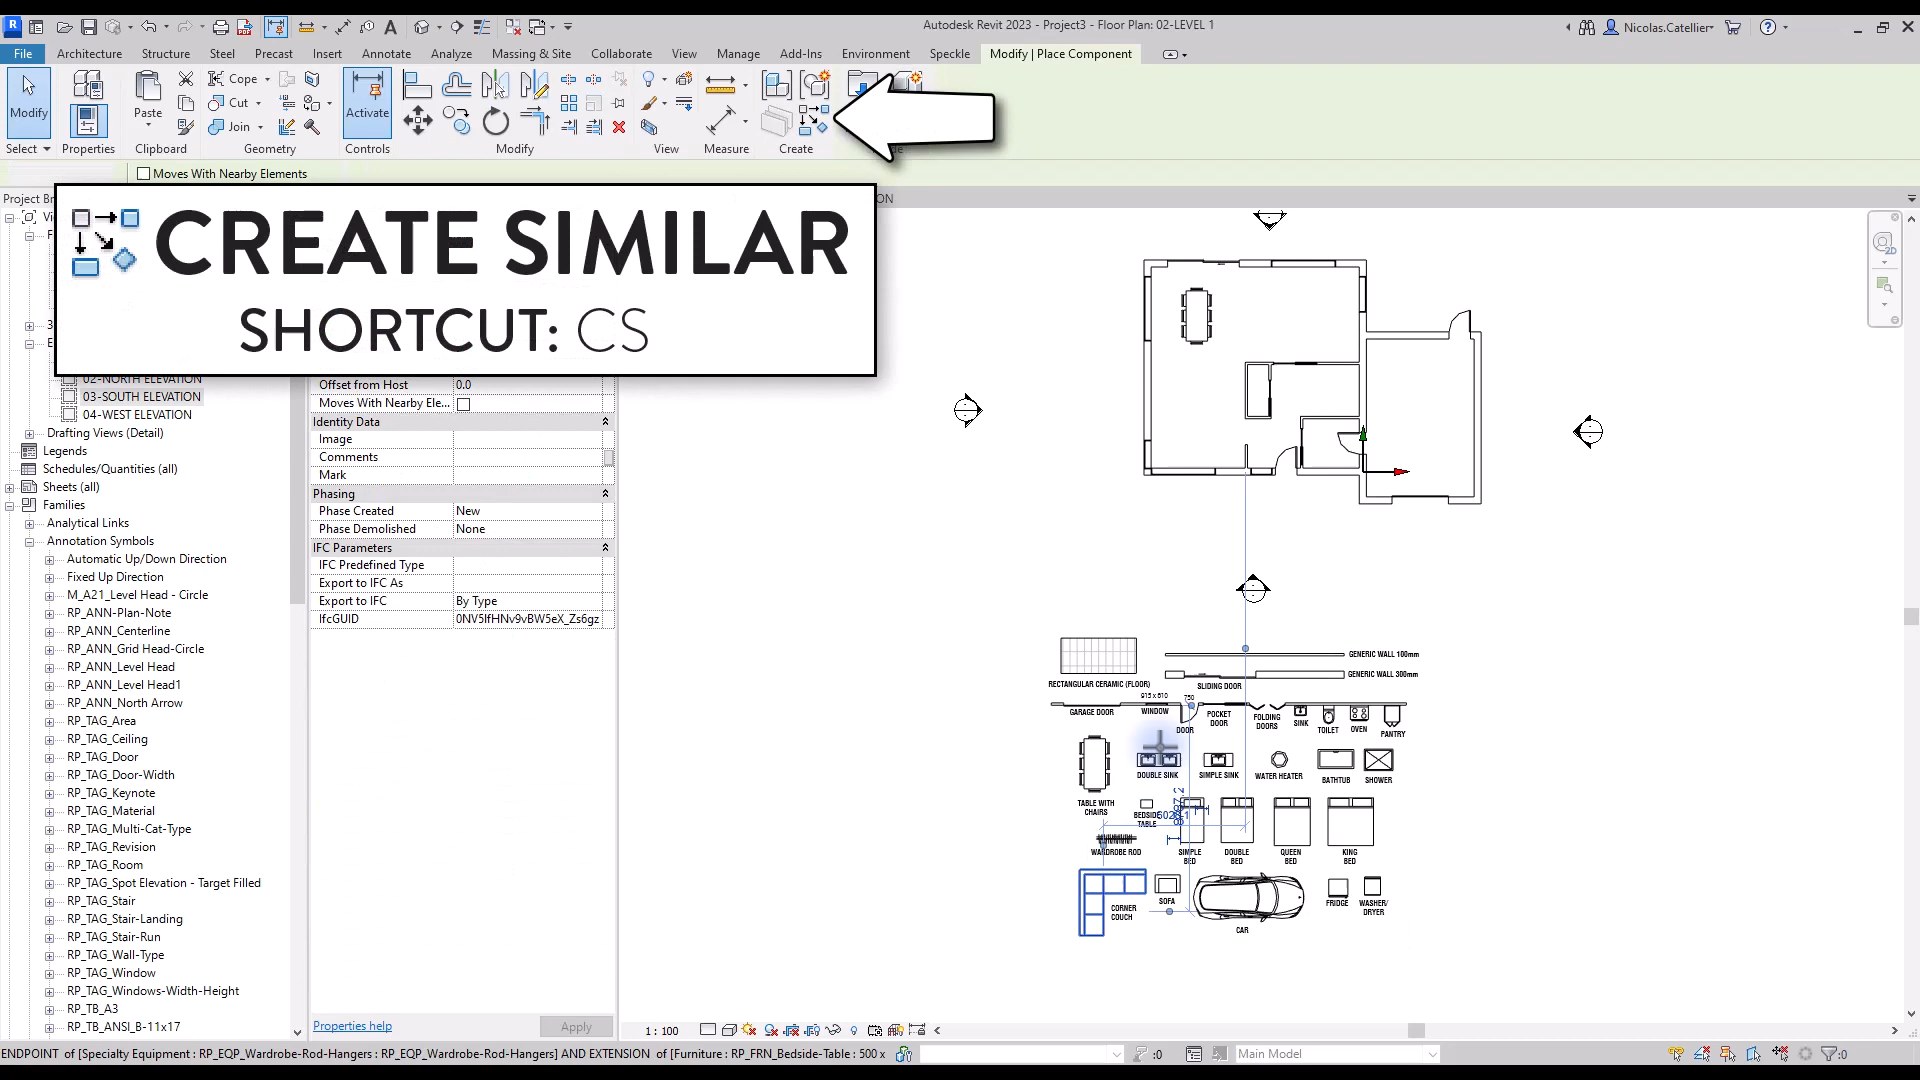 Autodesk Revit 2023 - Project3 - Floor Plan: 02-LEVEL 1
Nicolas.Catellier
File
Architecture
Structure
Steel
Precast
Insert
Annotate
Analyze
Massing & Site
Collaborate
View
Manage
Add-Ins
Environment
Speckle
Modify | Place Component
Modify
Paste
Cope
Cut
Join
Activate
Select
Properties
Clipboard
Geometry
Controls
Modify
View
Measure
Create
Moves With Nearby Elements
Project Br
ON
CREATE SIMILAR
SHORTCUT: CS
02-NORTH ELEVATION
03-SOUTH ELEVATION
04-WEST ELEVATION
Drafting Views (Detail)
Legends
Schedules/Quantities (all)
Sheets (all)
Families
Analytical Links
Annotation Symbols
Automatic Up/Down Direction
Fixed Up Direction
M_A21_Level Head - Circle
RP_ANN-Plan-Note
RP_ANN_Centerline
RP_ANN_Grid Head-Circle
RP_ANN_Level Head
RP_ANN_Level Head1
RP_ANN_North Arrow
RP_TAG_Area
RP_TAG_Ceiling
RP_TAG_Door
RP_TAG_Door-Width
RP_TAG_Keynote
RP_TAG_Material
RP_TAG_Multi-Cat-Type
RP_TAG_Revision
RP_TAG_Room
RP_TAG_Spot Elevation - Target Filled
RP_TAG_Stair
RP_TAG_Stair-Landing
RP_TAG_Stair-Run
RP_TAG_Wall-Type
RP_TAG_Window
RP_TAG_Windows-Width-Height
RP_TB_A3
RP_TB_ANSI_B-11x17
Offset from Host 0.0
Moves With Nearby Ele...
Identity Data
Image
Comments
Mark
Phasing
Phase Created New
Phase Demolished None
IFC Parameters
IFC Predefined Type
Export to IFC As
Export to IFC By Type
IfcGUID 0NV5lfHNv9vBW5eX_Zs6gz
Properties help
Apply
GENERIC WALL 100mm
GENERIC WALL 300mm
RECTANGULAR CERAMIC (FLOOR)
SLIDING DOOR
915 x 610
750
GARAGE DOOR
WINDOW
DOOR
POCKET
DOOR
FOLDING
DOORS
SINK
TOILET
OVEN
PANTRY
DOUBLE SINK
SIMPLE SINK
WATER HEATER
BATHTUB
SHOWER
TABLE WITH
CHAIRS
BEDSIDE
TABLE
WARDROBE ROD
SIMPLE
BED
DOUBLE
BED
QUEEN
BED
KING
BED
CORNER
COUCH
SOFA
CAR
FRIDGE
WASHER/
DRYER
1 : 100
ENDPOINT of [Specialty Equipment : RP_EQP_Wardrobe-Rod-Hangers : RP_EQP_Wardrobe-Rod-Hangers] AND EXTENSION of [Furniture : RP_FRN_Bedside-Table : 500 x
:0
Main Model
:0